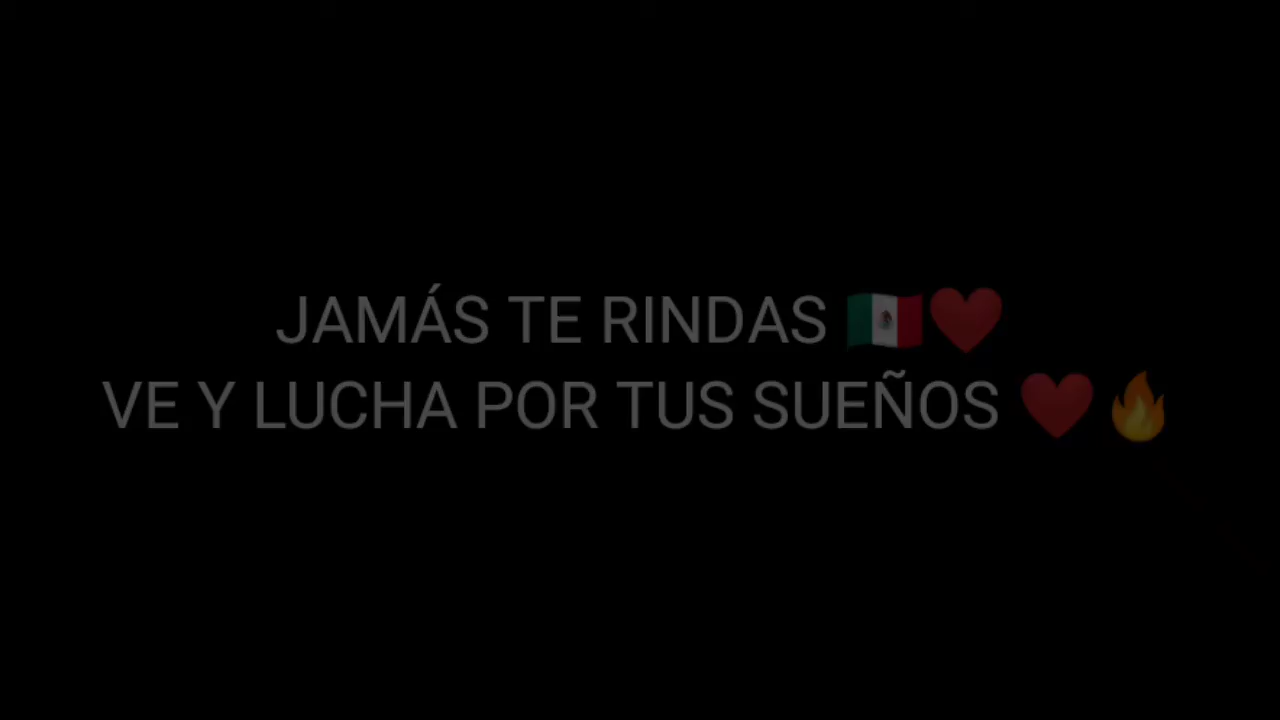 JAMÁS TE RINDAS 🇲🇽❤️
VE Y LUCHA POR TUS SUEÑOS ❤️🔥